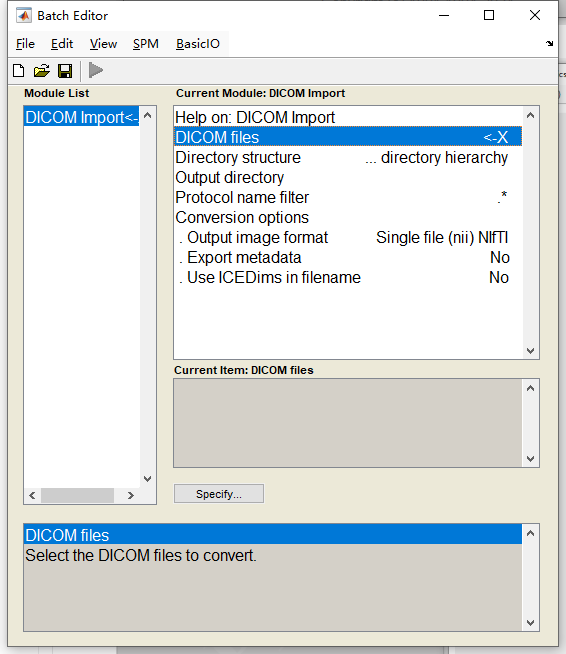 Batch Editor
File Edit View SPM BasicIO
Module List
DICOM Import<-
Current Module: DICOM Import
Help on: DICOM Import
DICOM files <-X
Directory structure ... directory hierarchy
Output directory
Protocol name filter .*
Conversion options
. Output image format Single file (nii) NIfTI
. Export metadata No
. Use ICEDims in filename No
Current Item: DICOM files
Specify...
DICOM files
Select the DICOM files to convert.